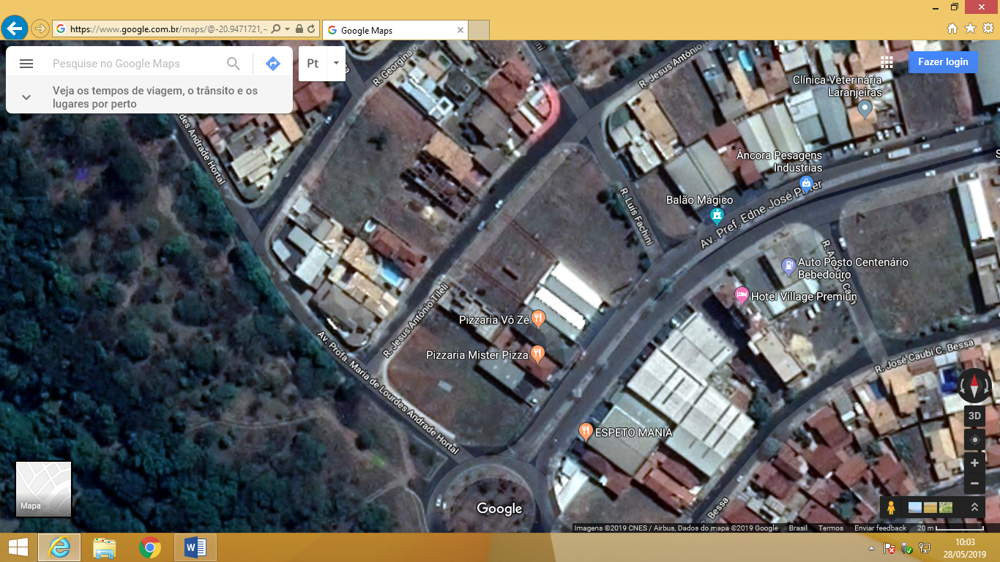 https://www.google.com.br/maps/@-20.9471721,-
Google Maps
Pesquise no Google Maps
Pt
Fazer login
Veja os tempos de viagem, o trânsito e os
lugares por perto
R. Jesus Antônio
Clínica Veterinária
Laranjeiras
des Andrade Hortal
Âncora Pesagens
Industrias
Balão Mágico
R. Luís Fachini
Av. Pref. Edne José Piffer
Auto Posto Centenário
Bebedouro
Hotel Village Premiun
R. Jesus Antônio Tileli
Pizzaria Vô Zé
Pizzaria Mister Pizza
Av. Profa. Maria de Lourdes Andrade Hortal
R. José Caubi C. Bessa
ESPETO MANIA
3D
Mapa
Google
Bessa
Imagens ©2019 CNES / Airbus, Dados do mapa ©2019 Google Brasil Termos Enviar feedback 20 m
10:03
28/05/2019